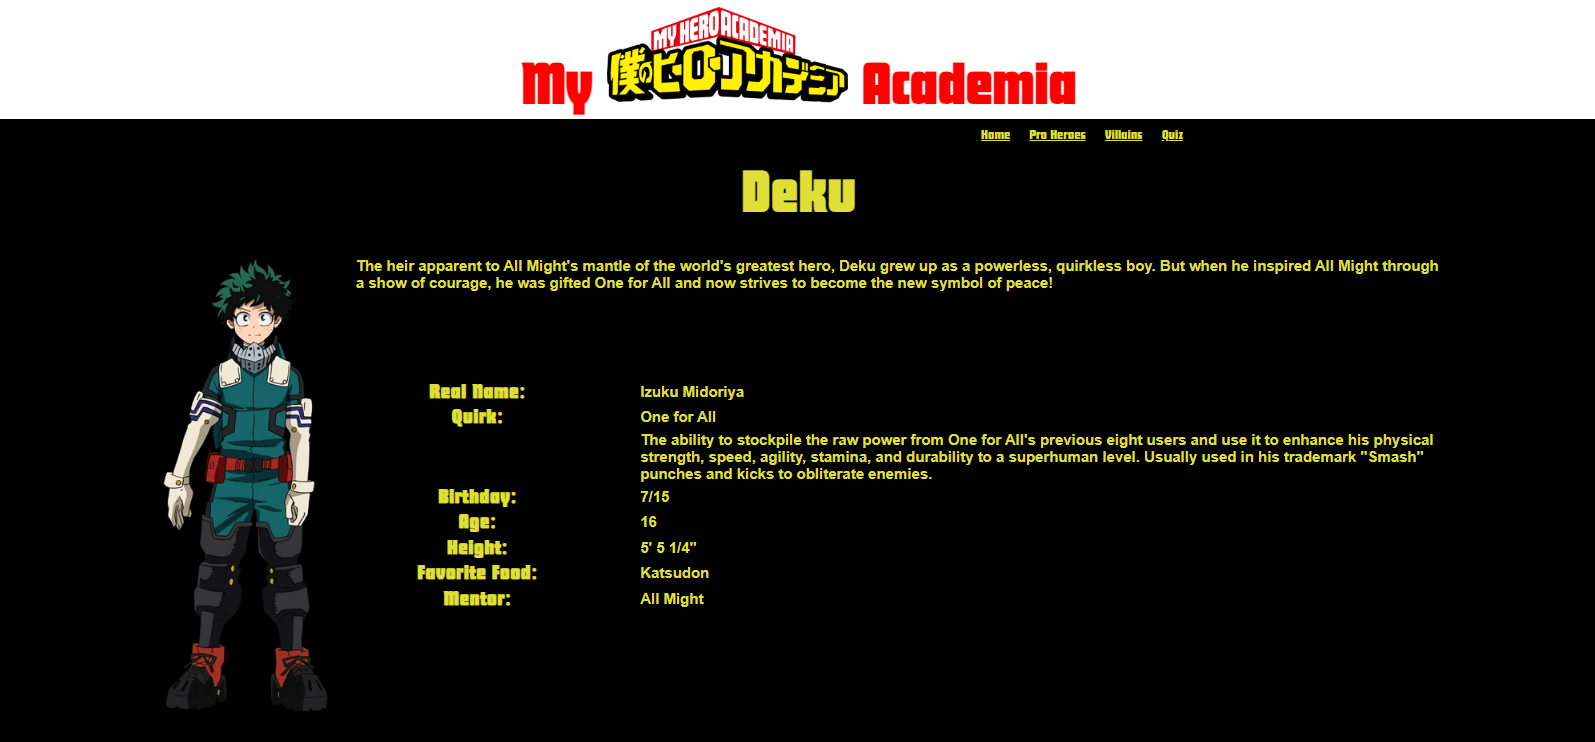 MY HERO ACADEMIA
My 僕のヒーローアカデミア Academia
Home Pro Heroes Villains Quiz
Deku
The heir apparent to All Might's mantle of the world's greatest hero, Deku grew up as a powerless, quirkless boy. But when he inspired All Might through
a show of courage, he was gifted One for All and now strives to become the new symbol of peace!
Real Name: Izuku Midoriya
Quirk: One for All
The ability to stockpile the raw power from One for All's previous eight users and use it to enhance his physical
strength, speed, agility, stamina, and durability to a superhuman level. Usually used in his trademark "Smash"
punches and kicks to obliterate enemies.
Birthday: 7/15
Age: 16
Height: 5' 5 1/4"
Favorite Food: Katsudon
Mentor: All Might